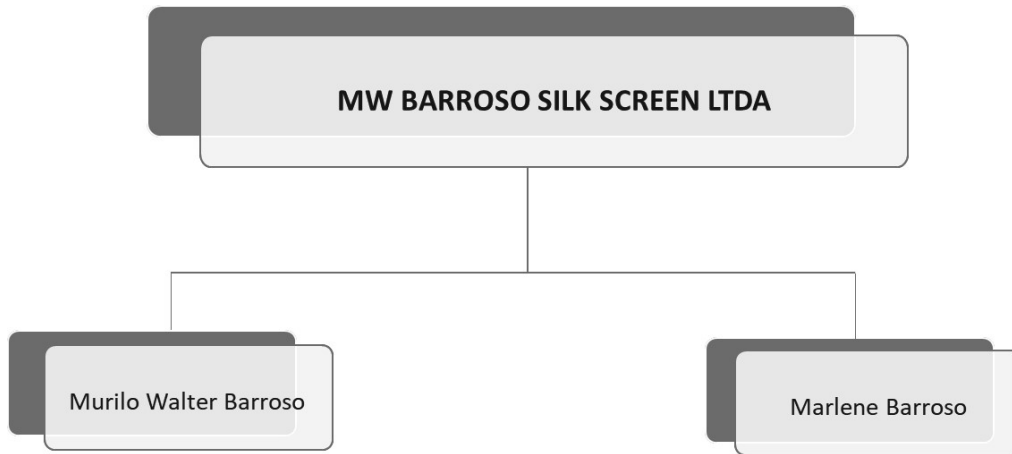 MW BARROSO SILK SCREEN LTDA
Murilo Walter Barroso
Marlene Barroso